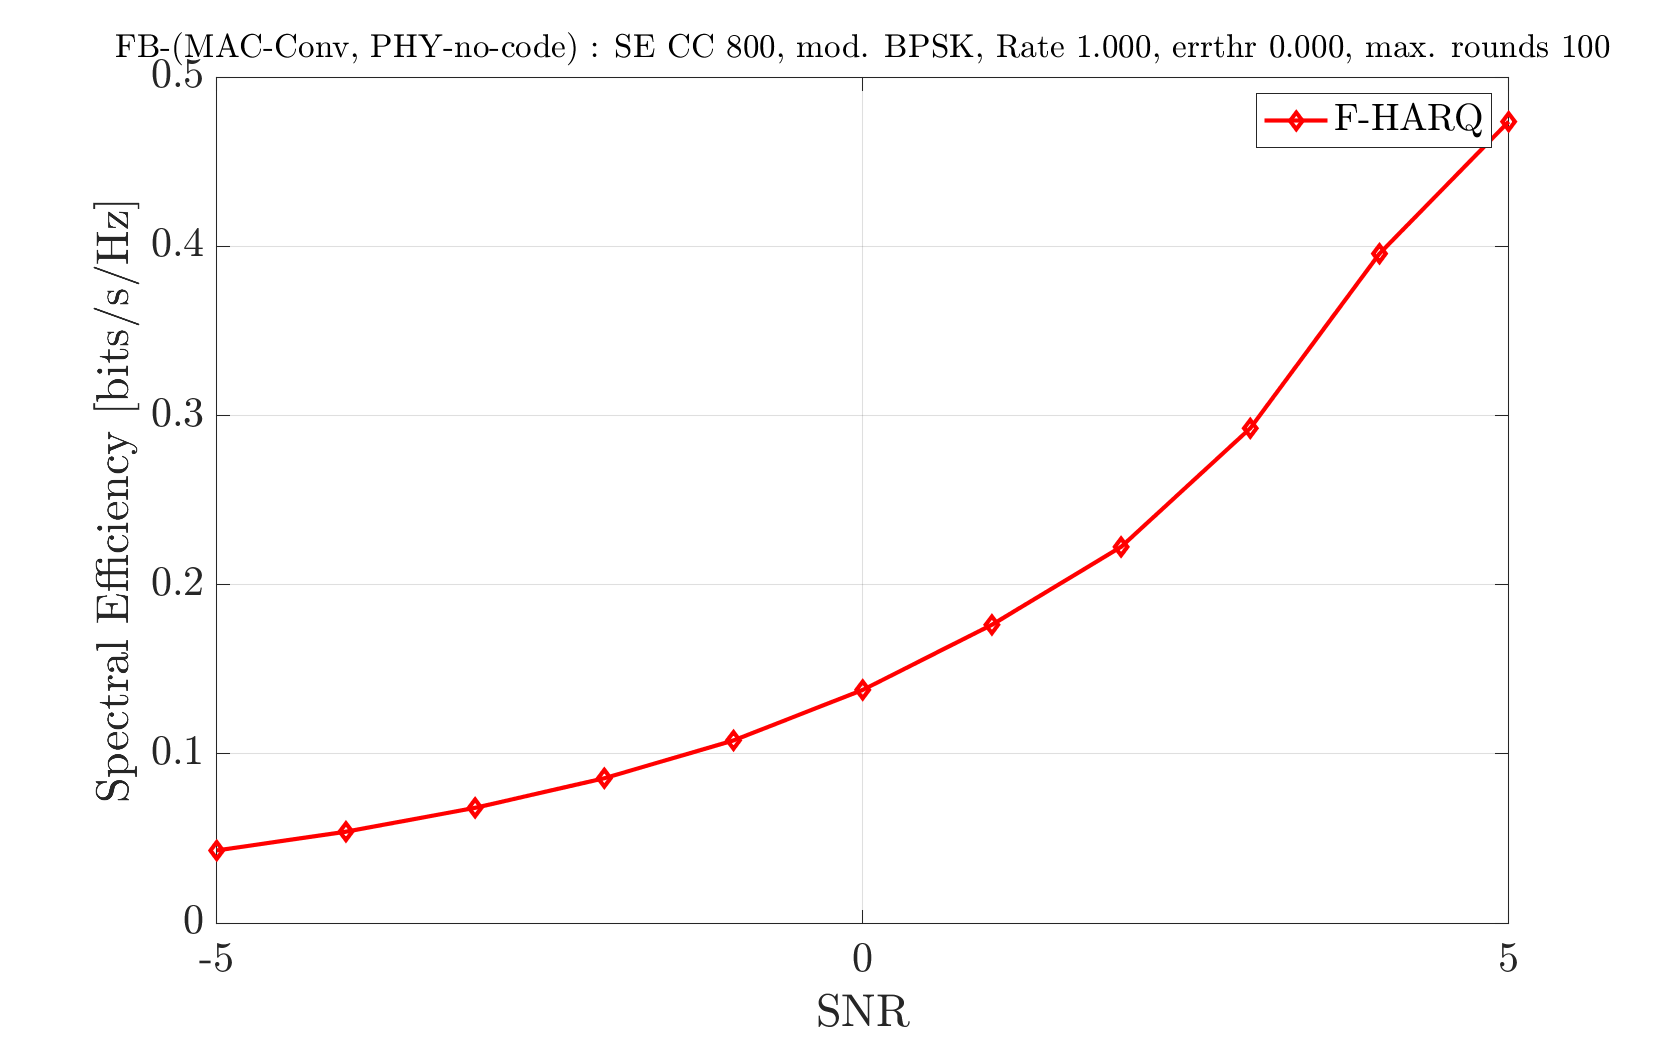 FB-(MAC-Conv, PHY-no-code) : SE CC 800, mod. BPSK, Rate 1.000, errthr 0.000, max. rounds 100
F-HARQ
Spectral Efficiency [bits/s/Hz]
0.5
0.4
0.3
0.2
0.1
0
-5
0
5
SNR